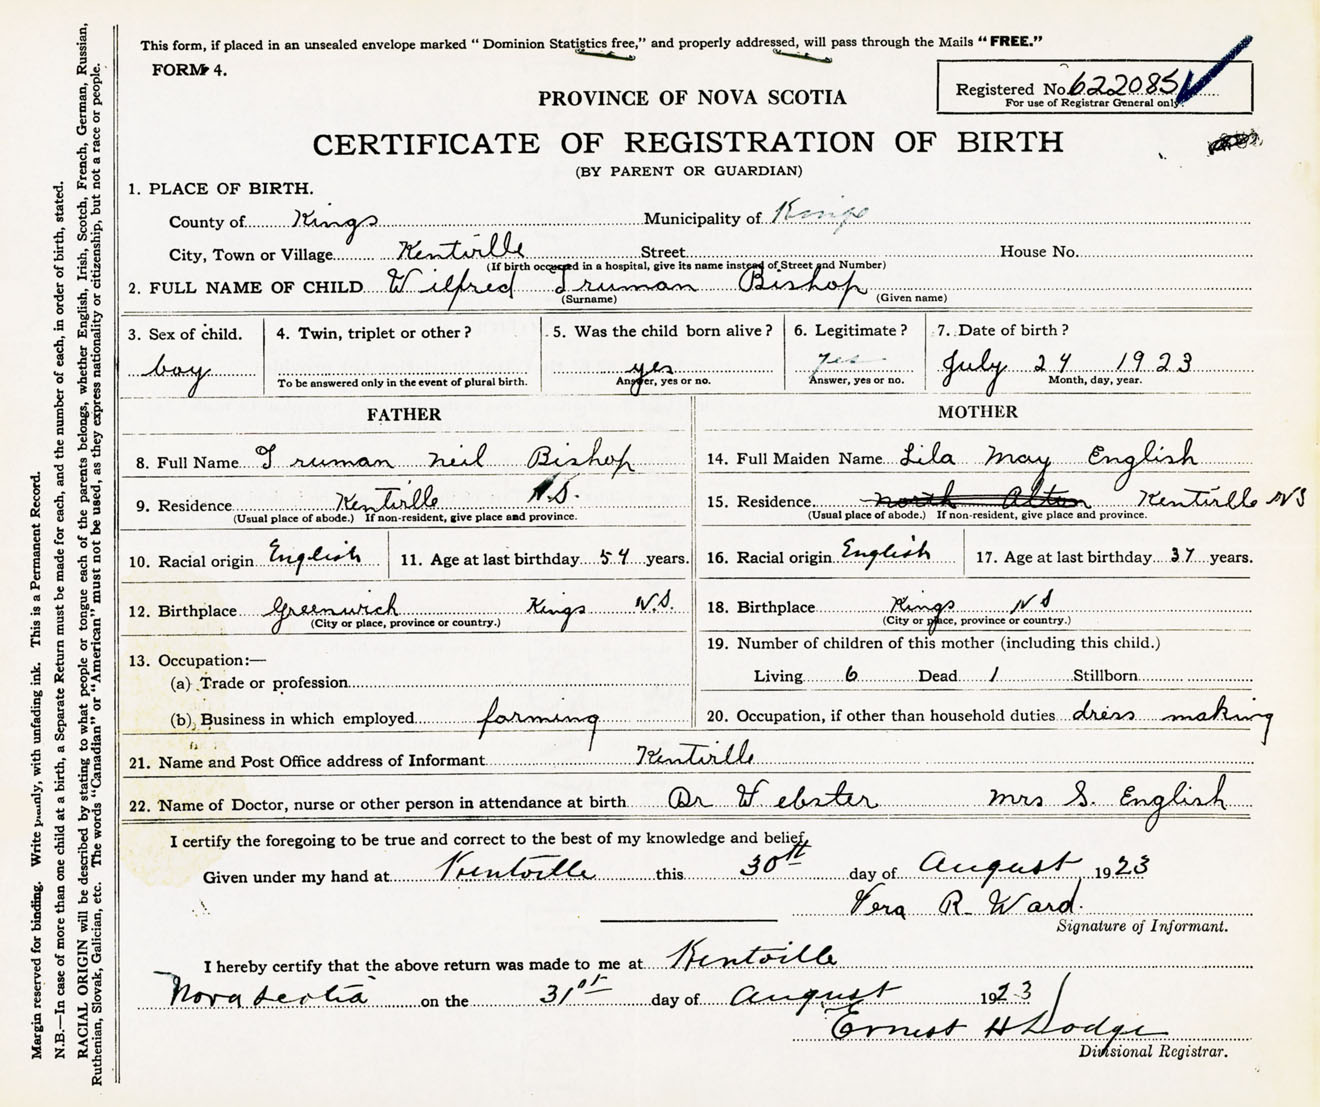 This form, if placed in an unsealed envelope marked "Dominion Statistics free," and properly addressed, will pass through the Mails "FREE."
FORM 4.
Registered No. 622085
For use of Registrar General only.
PROVINCE OF NOVA SCOTIA
CERTIFICATE OF REGISTRATION OF BIRTH
(BY PARENT OR GUARDIAN)
1. PLACE OF BIRTH.
County of Kings Municipality of Kings
City, Town or Village Kentville Street House No.
(If birth occurred in a hospital, give its name instead of Street and Number)
2. FULL NAME OF CHILD Wilfred Truman Bishop
(Surname) (Given name)
3. Sex of child. 4. Twin, triplet or other? 5. Was the child born alive? 6. Legitimate? 7. Date of birth?
boy yes yes July 24 1923
To be answered only in the event of plural birth. Answer, yes or no. Answer, yes or no. Month, day, year.
FATHER
8. Full Name Truman Neil Bishop
9. Residence Kentville N.S.
(Usual place of abode.) If non-resident, give place and province.
10. Racial origin English 11. Age at last birthday 54 years.
12. Birthplace Greenwich Kings N.S.
(City or place, province or country.)
13. Occupation:—
(a) Trade or profession
(b) Business in which employed farming
MOTHER
14. Full Maiden Name Lila May English
15. Residence North Alton Kentville NS
(Usual place of abode.) If non-resident, give place and province.
16. Racial origin English 17. Age at last birthday 37 years.
18. Birthplace Kings NS
(City or place, province or country.)
19. Number of children of this mother (including this child.)
Living 6 Dead 1 Stillborn
20. Occupation, if other than household duties dress making
21. Name and Post Office address of Informant Kentville
22. Name of Doctor, nurse or other person in attendance at birth Dr Webster Mrs S. English
I certify the foregoing to be true and correct to the best of my knowledge and belief.
Given under my hand at Kentville this 30th day of August 1923
Vera R. Ward.
Signature of Informant.
I hereby certify that the above return was made to me at Kentville
Nova Scotia on the 31st day of August 1923
Ernest H Dodge
Divisional Registrar.
Margin reserved for binding. Write plainly, with unfading ink. This is a Permanent Record.
N.B.—In case of more than one child at a birth, a Separate Return must be made for each, and the number of each, in order of birth, stated.
RACIAL ORIGIN will be described by stating to what people or tongue each of the parents belongs, whether English, Irish, Scotch, French, German, Russian,
Ruthenian, Slovak, Galician, etc. The words "Canadian" or "American" must not be used, as they express nationality or citizenship, but not a race or people.